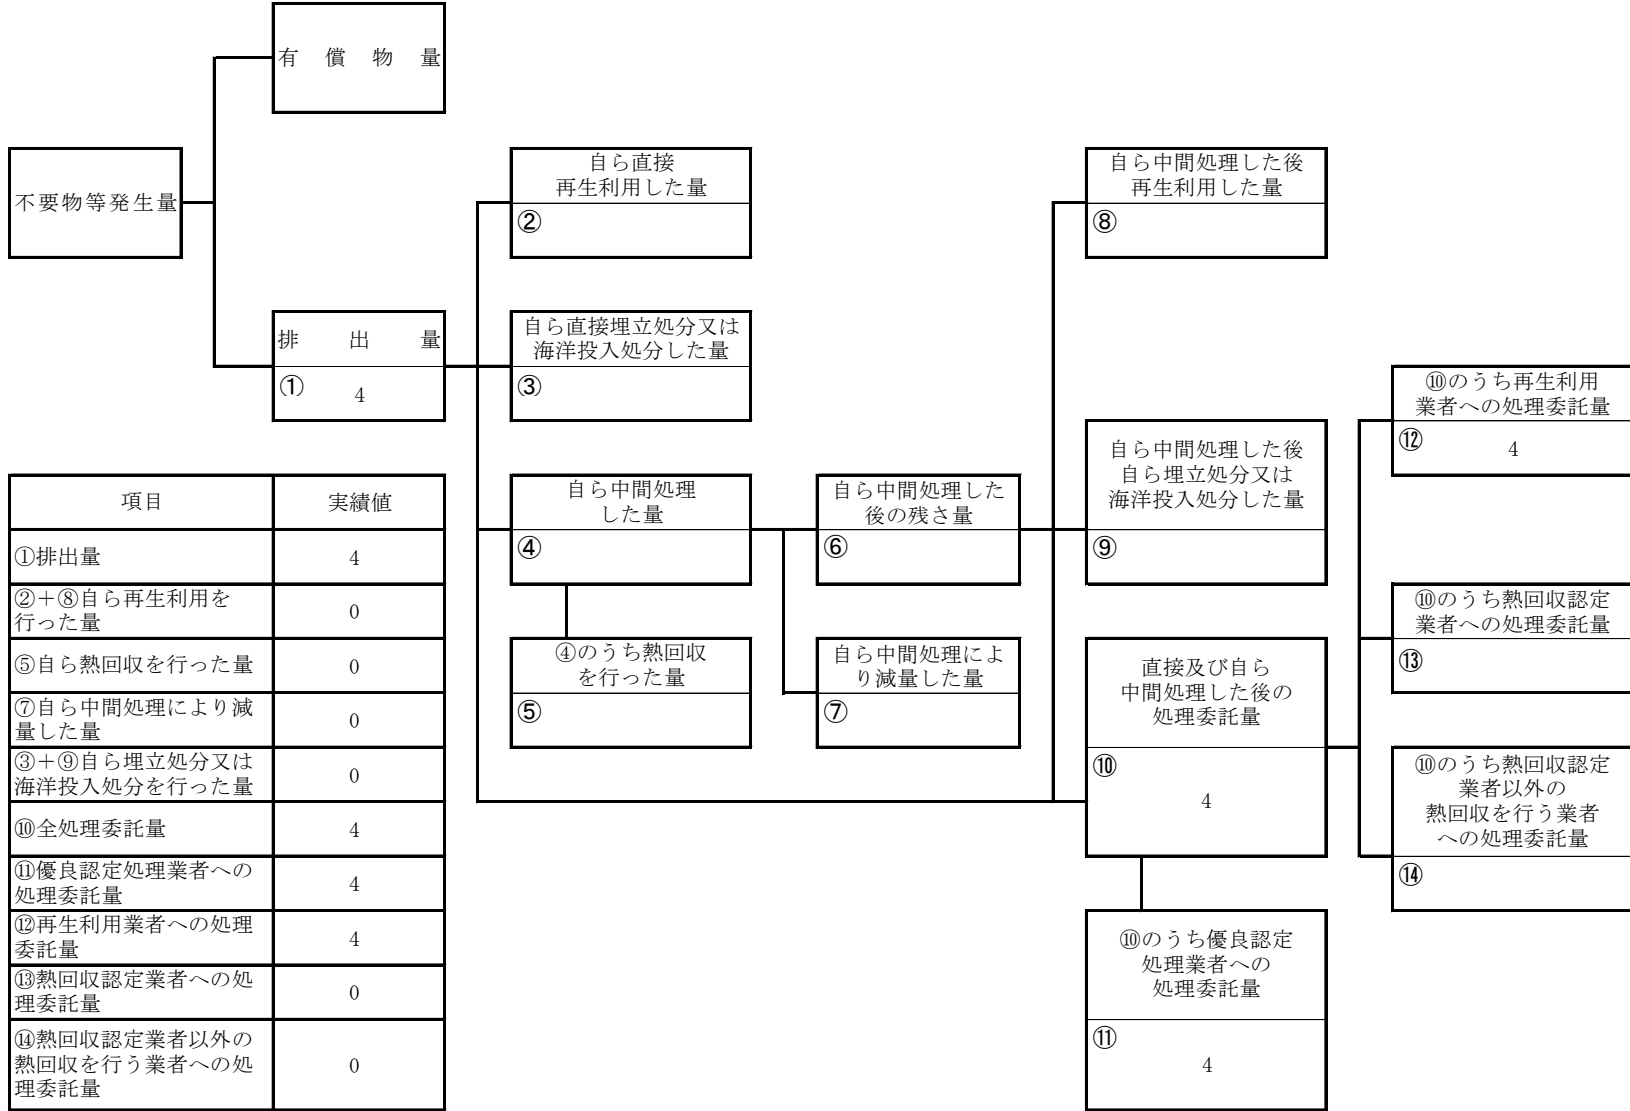 有償物量
不要物等発生量
排出量
① 4
自ら直接
再生利用した量
②
自ら直接埋立処分又は
海洋投入処分した量
③
自ら中間処理
した量
④
④のうち熱回収
を行った量
⑤
自ら中間処理した
後の残さ量
⑥
自ら中間処理によ
り減量した量
⑦
自ら中間処理した後
再生利用した量
⑧
自ら中間処理した後
自ら埋立処分又は
海洋投入処分した量
⑨
直接及び自ら
中間処理した後の
処理委託量
⑩
4
⑩のうち優良認定
処理業者への
処理委託量
⑪
4
⑩のうち再生利用
業者への処理委託量
⑫ 4
⑩のうち熱回収認定
業者への処理委託量
⑬
⑩のうち熱回収認定
業者以外の
熱回収を行う業者
への処理委託量
⑭
項目 実績値
①排出量 4
②+⑧自ら再生利用を
行った量 0
⑤自ら熱回収を行った量 0
⑦自ら中間処理により減
量した量 0
③+⑨自ら埋立処分又は
海洋投入処分を行った量 0
⑩全処理委託量 4
⑪優良認定処理業者への
処理委託量 4
⑫再生利用業者への処理
委託量 4
⑬熱回収認定業者への処
理委託量 0
⑭熱回収認定業者以外の
熱回収を行う業者への処 0
理委託量